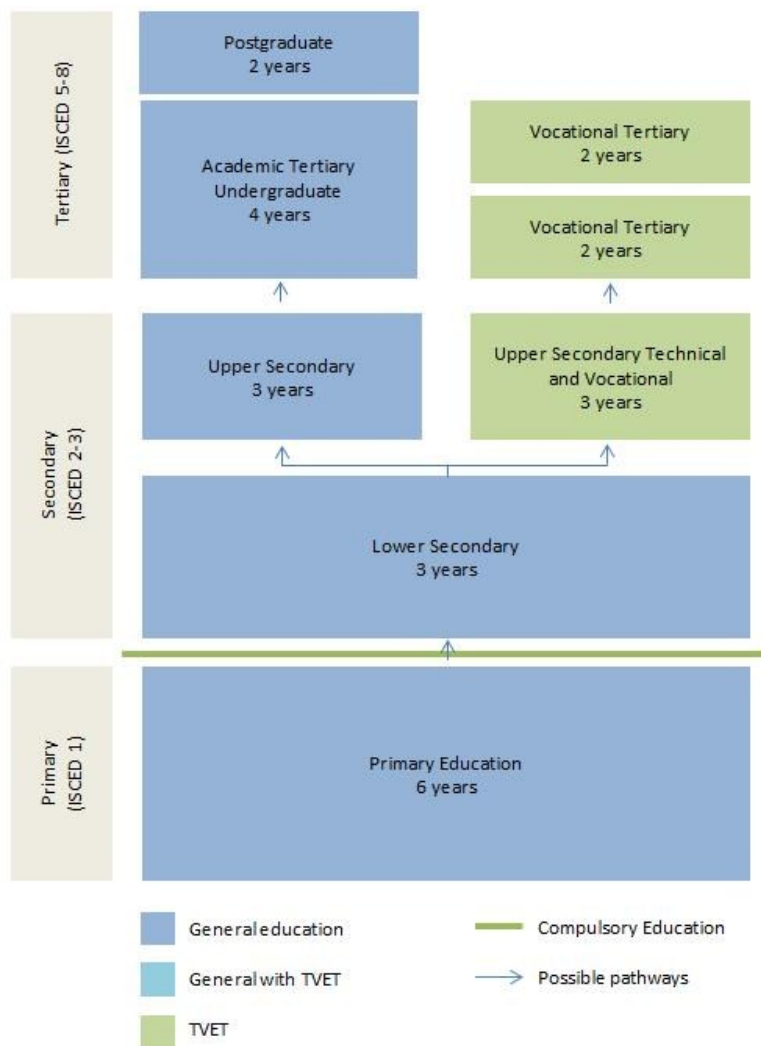 Tertiary (ISCED 5-8)
Postgraduate
2 years
Academic Tertiary
Undergraduate
4 years
Vocational Tertiary
2 years
Vocational Tertiary
2 years
Secondary
(ISCED 2-3)
Upper Secondary
3 years
Upper Secondary Technical
and Vocational
3 years
Lower Secondary
3 years
Primary
(ISCED 1)
Primary Education
6 years
General education
General with TVET
TVET
Compulsory Education
Possible pathways